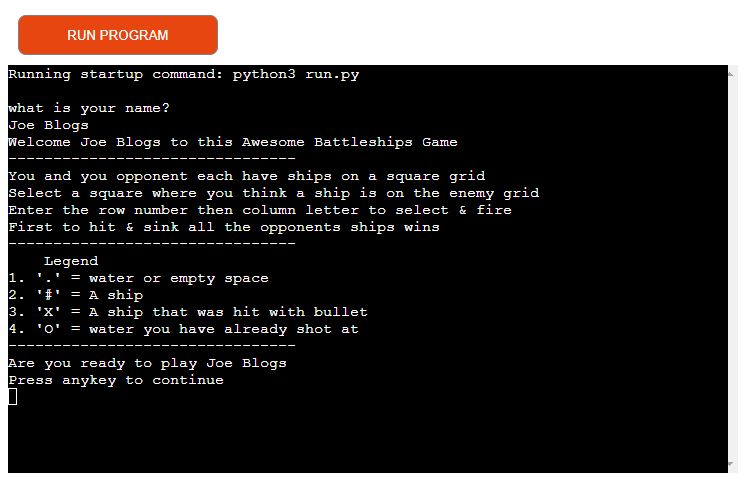 RUN PROGRAM
Running startup command: python3 run.py
what is your name?
Joe Blogs
Welcome Joe Blogs to this Awesome Battleships Game
--------------------------------
You and you opponent each have ships on a square grid
Select a square where you think a ship is on the enemy grid
Enter the row number then column letter to select & fire
First to hit & sink all the opponents ships wins
--------------------------------
    Legend
1. '.' = water or empty space
2. '#' = A ship
3. 'X' = A ship that was hit with bullet
4. 'O' = water you have already shot at
--------------------------------
Are you ready to play Joe Blogs
Press anykey to continue